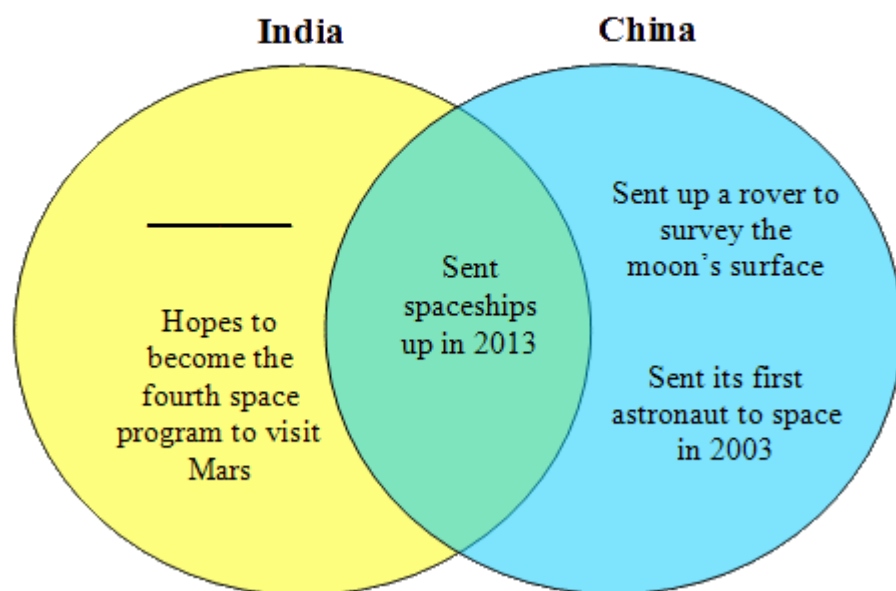 India
China
Hopes to
become the
fourth space
program to visit
Mars
Sent
spaceships
up in 2013
Sent up a rover to
survey the
moon’s surface
Sent its first
astronaut to space
in 2003